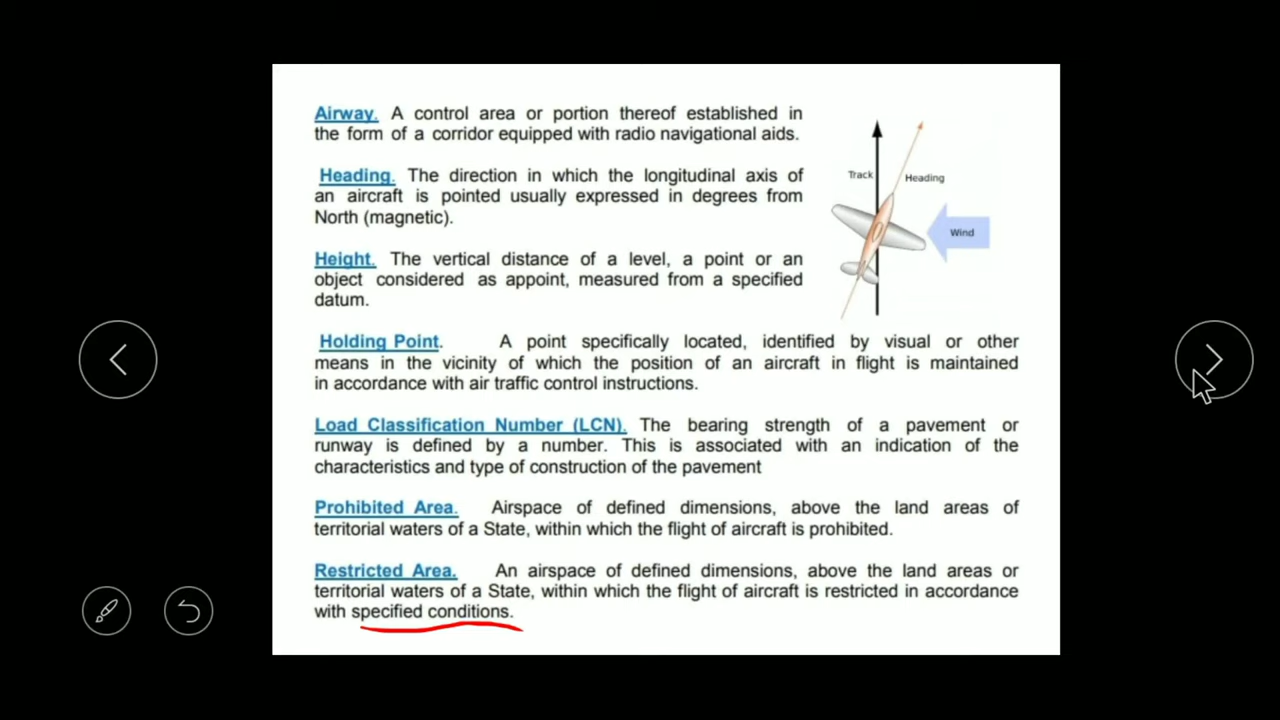 Airway. A control area or portion thereof established in
the form of a corridor equipped with radio navigational aids.
Heading. The direction in which the longitudinal axis of
an aircraft is pointed usually expressed in degrees from
North (magnetic).
Height. The vertical distance of a level, a point or an
object considered as appoint, measured from a specified
datum.
Track
Heading
Wind
Holding Point. A point specifically located, identified by visual or other
means in the vicinity of which the position of an aircraft in flight is maintained
in accordance with air traffic control instructions.
Load Classification Number (LCN). The bearing strength of a pavement or
runway is defined by a number. This is associated with an indication of the
characteristics and type of construction of the pavement
Prohibited Area. Airspace of defined dimensions, above the land areas of
territorial waters of a State, within which the flight of aircraft is prohibited.
Restricted Area. An airspace of defined dimensions, above the land areas or
territorial waters of a State, within which the flight of aircraft is restricted in accordance
with specified conditions.